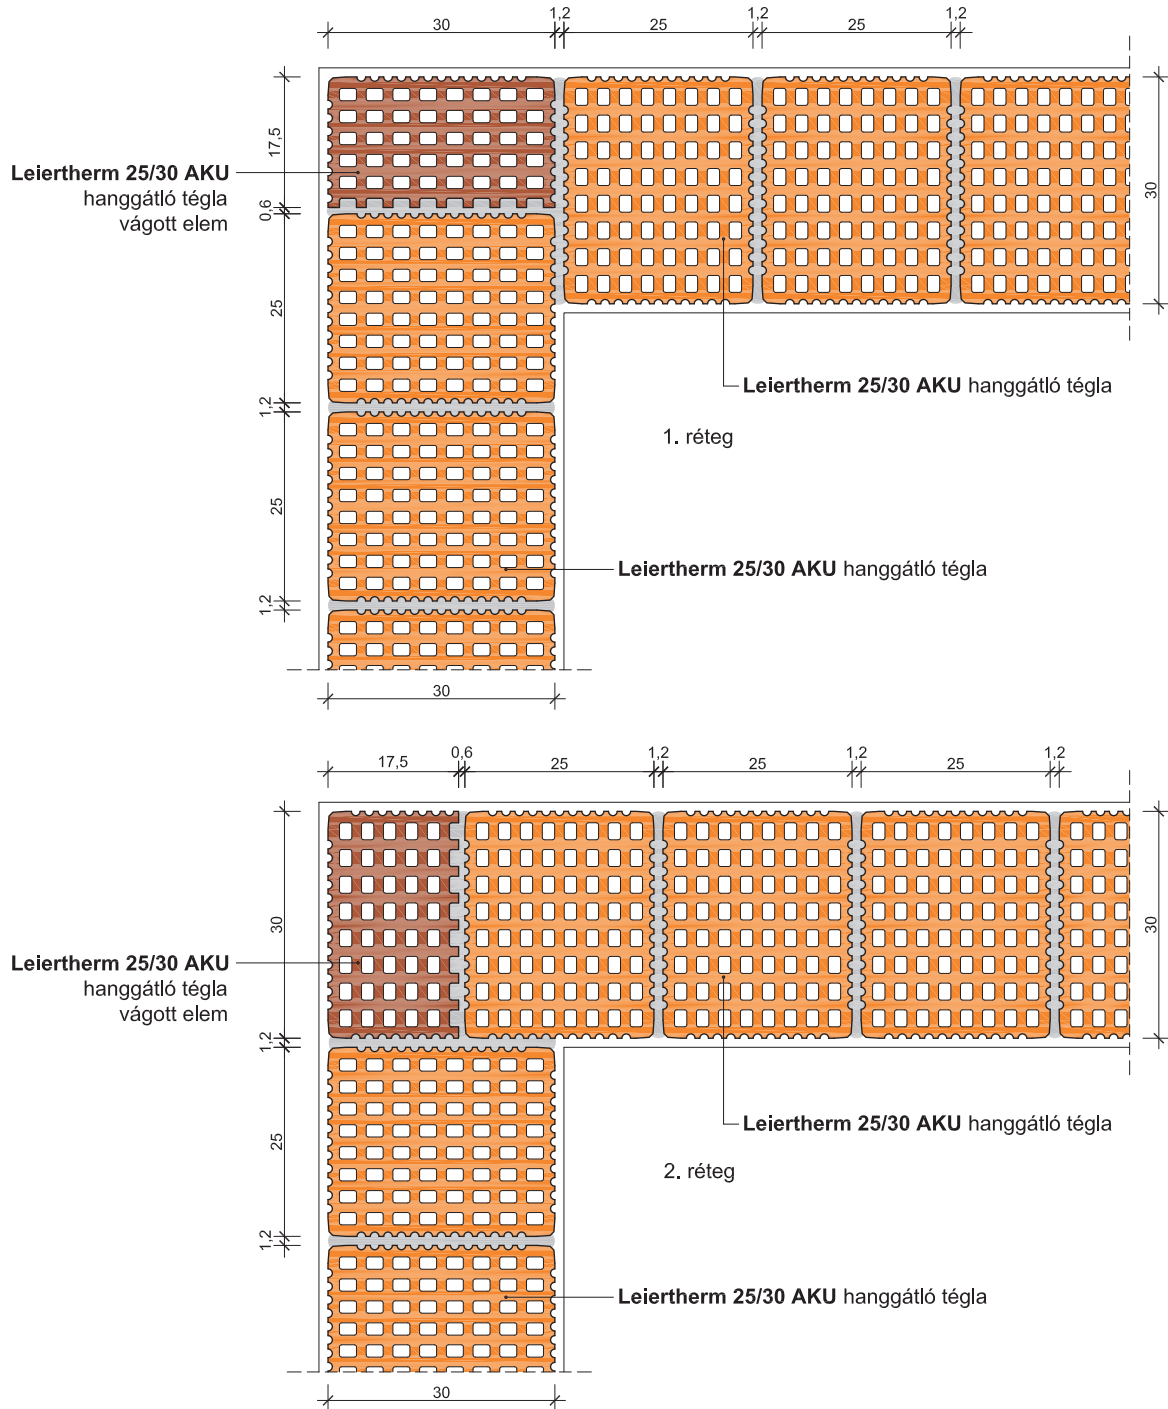 30
1,2
25
1,2
25
1,2
17,5
Leiertherm 25/30 AKU
hanggátló tégla
vágott elem
0,6
30
25
Leiertherm 25/30 AKU hanggátló tégla
1,2
1. réteg
25
Leiertherm 25/30 AKU hanggátló tégla
1,2
30
17,5
0,6
25
1,2
25
1,2
25
1,2
30
30
Leiertherm 25/30 AKU
hanggátló tégla
vágott elem
1,2
25
Leiertherm 25/30 AKU hanggátló tégla
2. réteg
1,2
Leiertherm 25/30 AKU hanggátló tégla
30